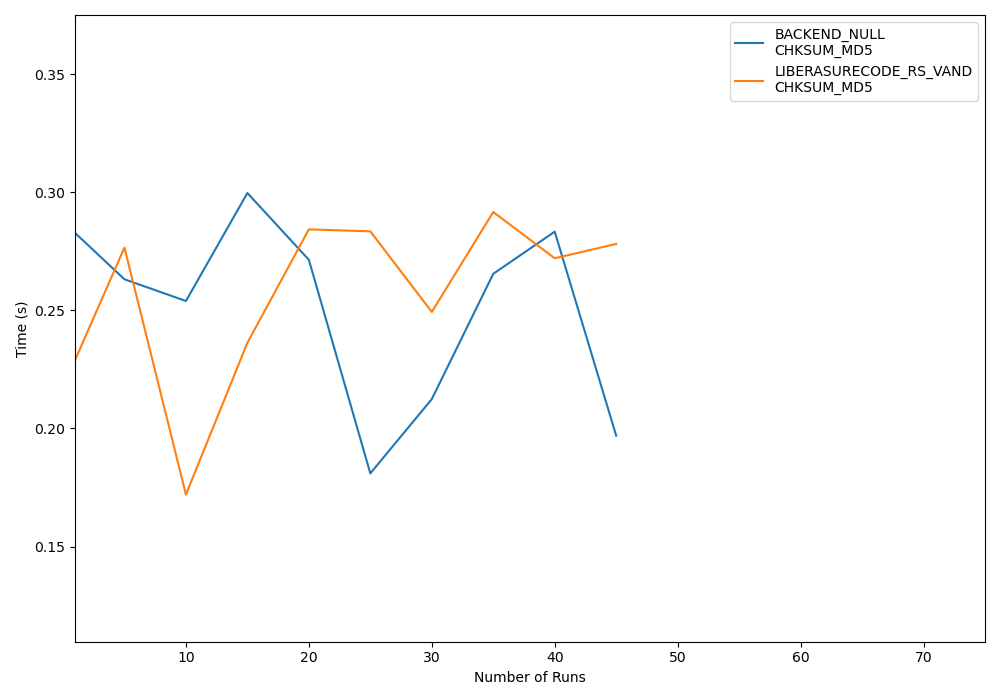 BACKEND_NULL
CHKSUM_MD5
LIBERASURECODE_RS_VAND
CHKSUM_MD5
0.35
0.30
0.25
0.20
0.15
Time (s)
10 20 30 40 50 60 70
Number of Runs